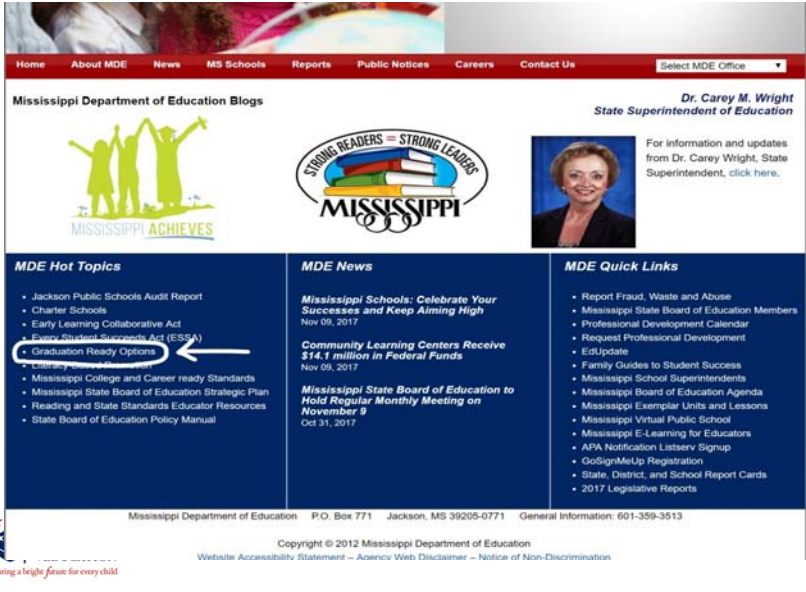 Home About MDE News MS Schools Reports Public Notices Careers Contact Us Select MDE Office
Mississippi Department of Education Blogs
Dr. Carey M. Wright
State Superintendent of Education
MISSISSIPPI ACHIEVES
STRONG READERS = STRONG LEADERS
MISSISSIPPI
For information and updates
from Dr. Carey Wright, State
Superintendent, click here.
MDE Hot Topics
Jackson Public Schools Audit Report
Charter Schools
Early Learning Collaborative Act
Every Student Succeeds Act (ESSA)
Graduation Ready Options
Literacy-Based Promotion
Mississippi College and Career ready Standards
Mississippi State Board of Education Strategic Plan
Reading and State Standards Educator Resources
State Board of Education Policy Manual
MDE News
Mississippi Schools: Celebrate Your
Successes and Keep Aiming High
Nov 09, 2017
Community Learning Centers Receive
$14.1 million in Federal Funds
Nov 09, 2017
Mississippi State Board of Education to
Hold Regular Monthly Meeting on
November 9
Oct 31, 2017
MDE Quick Links
Report Fraud, Waste and Abuse
Mississippi State Board of Education Members
Professional Development Calendar
Request Professional Development
EdUpdate
Family Guides to Student Success
Mississippi School Superintendents
Mississippi Board of Education Agenda
Mississippi Exemplar Units and Lessons
Mississippi Virtual Public School
Mississippi E-Learning for Educators
APA Notification Listserv Signup
GoSignMeUp Registration
State, District, and School Report Cards
2017 Legislative Reports
Mississippi Department of Education P.O. Box 771 Jackson, MS 39205-0771 General Information: 601-359-3513
Copyright © 2012 Mississippi Department of Education
Website Accessibility Statement – Agency Web Disclaimer – Notice of Non-Discrimination
a bright future for every child